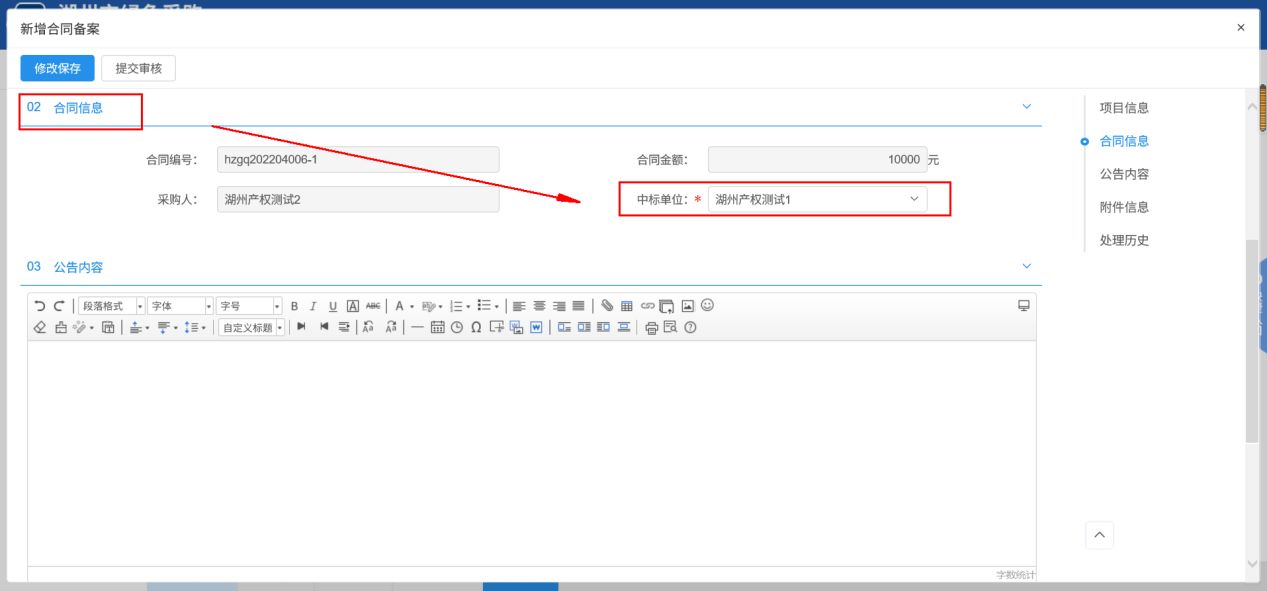 新增合同备案
×
修改保存 提交审核
02 合同信息
合同编号： hzgq202204006-1 合同金额： 10000 元
采购人： 湖州产权测试2 中标单位：* 湖州产权测试1
03 公告内容
段落格式 字体 字号 B I U A ABC A
自定义标题
字数统计
项目信息
合同信息
公告内容
附件信息
处理历史